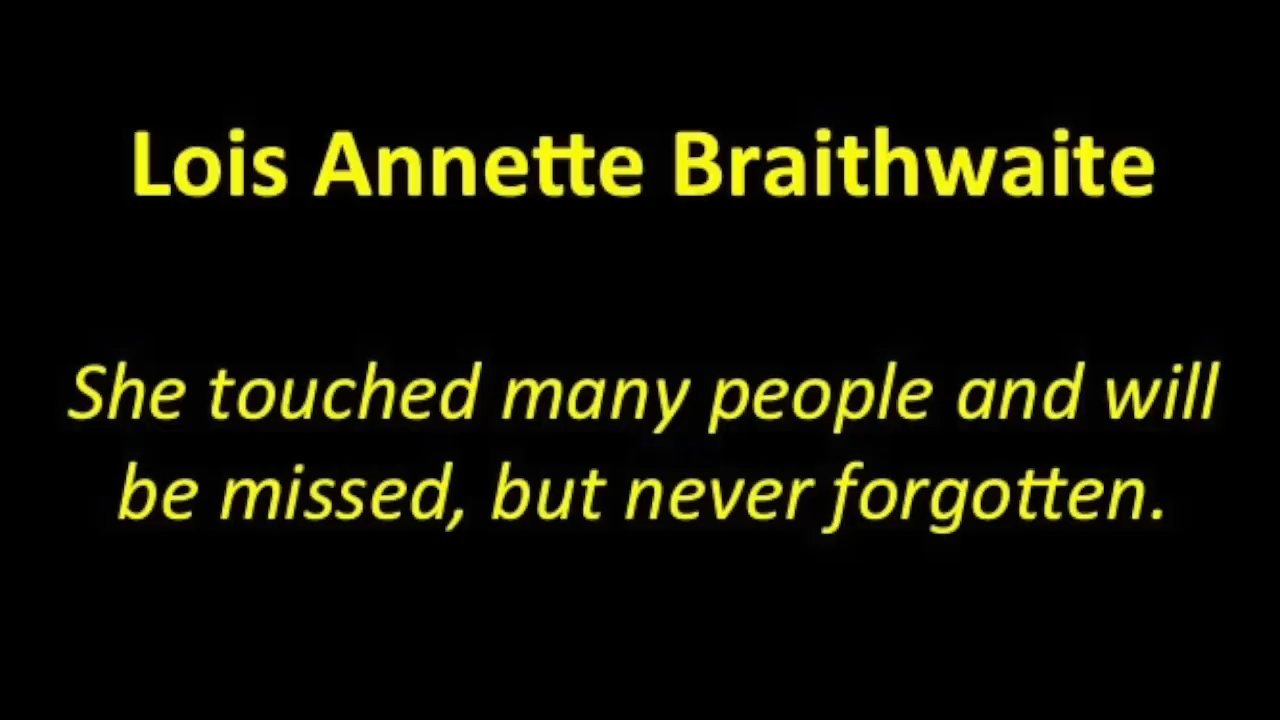 Lois Annette Braithwaite
She touched many people and will
be missed, but never forgotten.